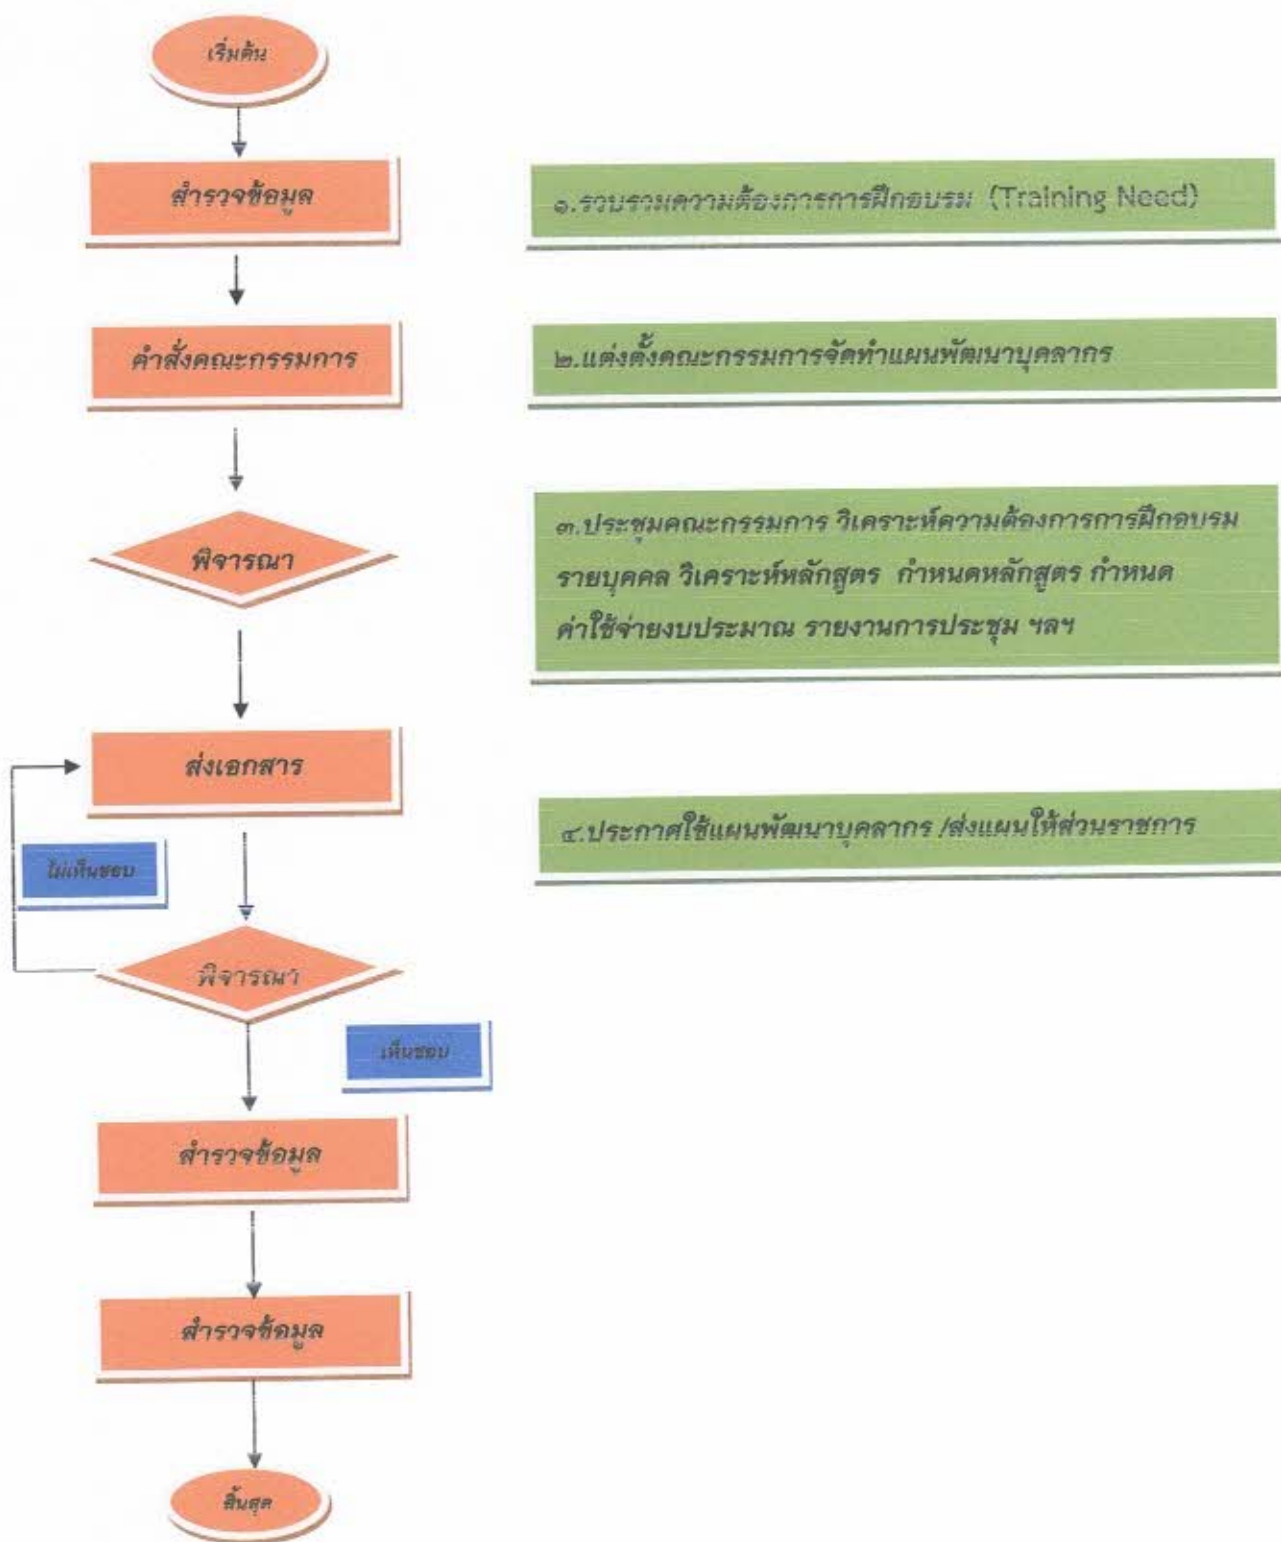 เริ่มต้น
สำรวจข้อมูล
๑.รวบรวมความต้องการการฝึกอบรม (Training Need)
คำสั่งคณะกรรมการ
๒.แต่งตั้งคณะกรรมการจัดทำแผนพัฒนาบุคลากร
พิจารณา
๓.ประชุมคณะกรรมการ วิเคราะห์ความต้องการการฝึกอบรม
รายบุคคล วิเคราะห์หลักสูตร กำหนดหลักสูตร กำหนด
ค่าใช้จ่ายงบประมาณ รายงานการประชุม ฯลฯ
ส่งเอกสาร
๔.ประกาศใช้แผนพัฒนาบุคลากร /ส่งแผนให้ส่วนราชการ
ไม่เห็นชอบ
พิจารณา
เห็นชอบ
สำรวจข้อมูล
สำรวจข้อมูล
สิ้นสุด